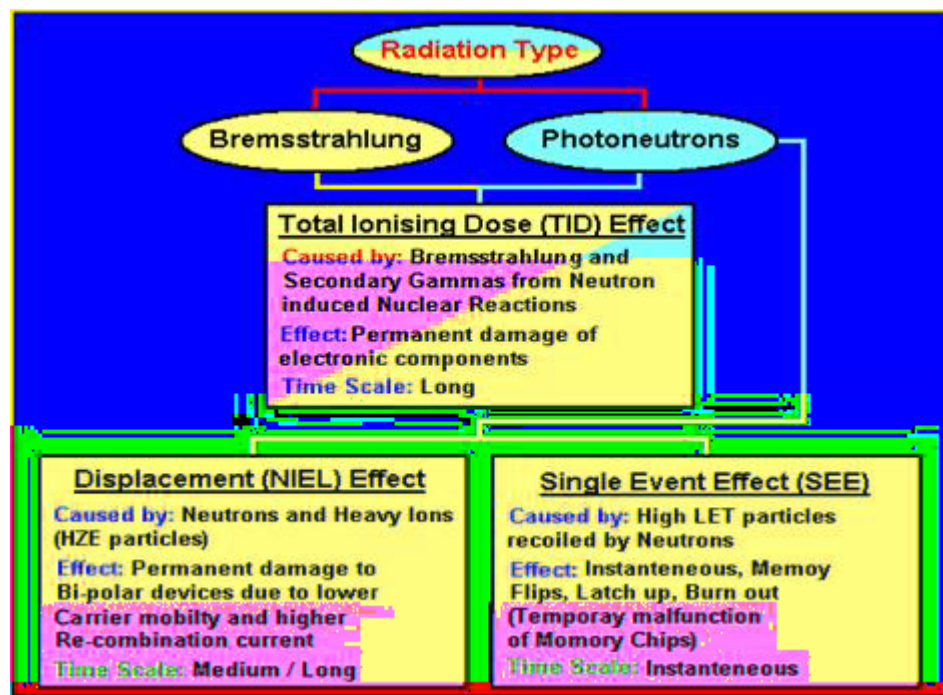 Radiation Type
Bremsstrahlung
Photoneutrons
Total Ionising Dose (TID) Effect
Caused by: Bremsstrahlung and
Secondary Gammas from Neutron
induced Nuclear Reactions
Effect: Permanent damage of
electronic components
Time Scale: Long
Displacement (NIEL) Effect
Caused by: Neutrons and Heavy Ions
(HZE particles)
Effect: Permanent damage to
Bi-polar devices due to lower
Carrier mobilty and higher
Re-combination current
Time Scale: Medium / Long
Single Event Effect (SEE)
Caused by: High LET particles
recoiled by Neutrons
Effect: Instanteneous, Memoy
Flips, Latch up, Burn out
(Temporay malfunction
of Momory Chips)
Time Scale: Instanteneous